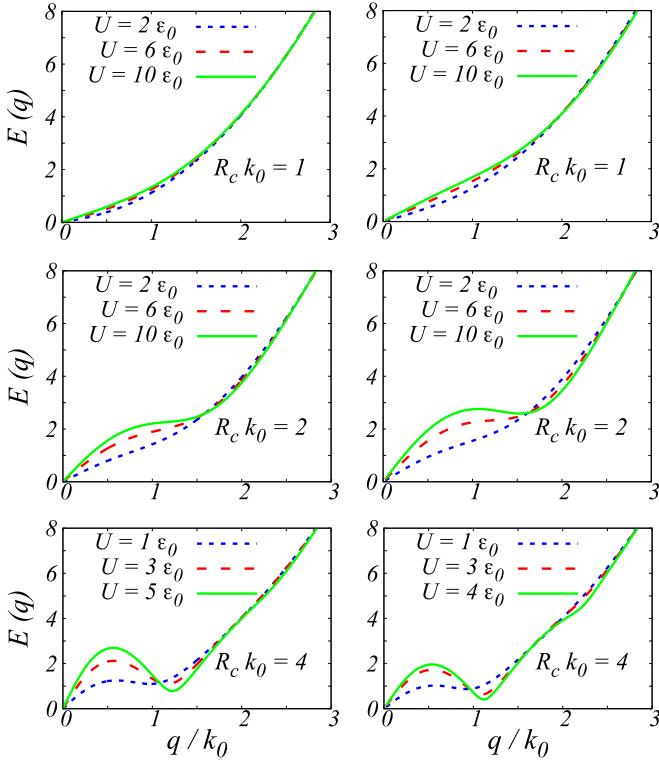 8
6
4
2
0
E (q)
U = 2 ε0
U = 6 ε0
U = 10 ε0
Rc k0 = 1
0 1 2 3
q / k0
8
6
4
2
0
U = 2 ε0
U = 6 ε0
U = 10 ε0
Rc k0 = 1
0 1 2 3
q / k0
8
6
4
2
0
E (q)
U = 2 ε0
U = 6 ε0
U = 10 ε0
Rc k0 = 2
0 1 2 3
q / k0
8
6
4
2
0
U = 2 ε0
U = 6 ε0
U = 10 ε0
Rc k0 = 2
0 1 2 3
q / k0
8
6
4
2
0
E (q)
U = 1 ε0
U = 3 ε0
U = 5 ε0
Rc k0 = 4
0 1 2 3
q / k0
8
6
4
2
0
U = 1 ε0
U = 3 ε0
U = 4 ε0
Rc k0 = 4
0 1 2 3
q / k0